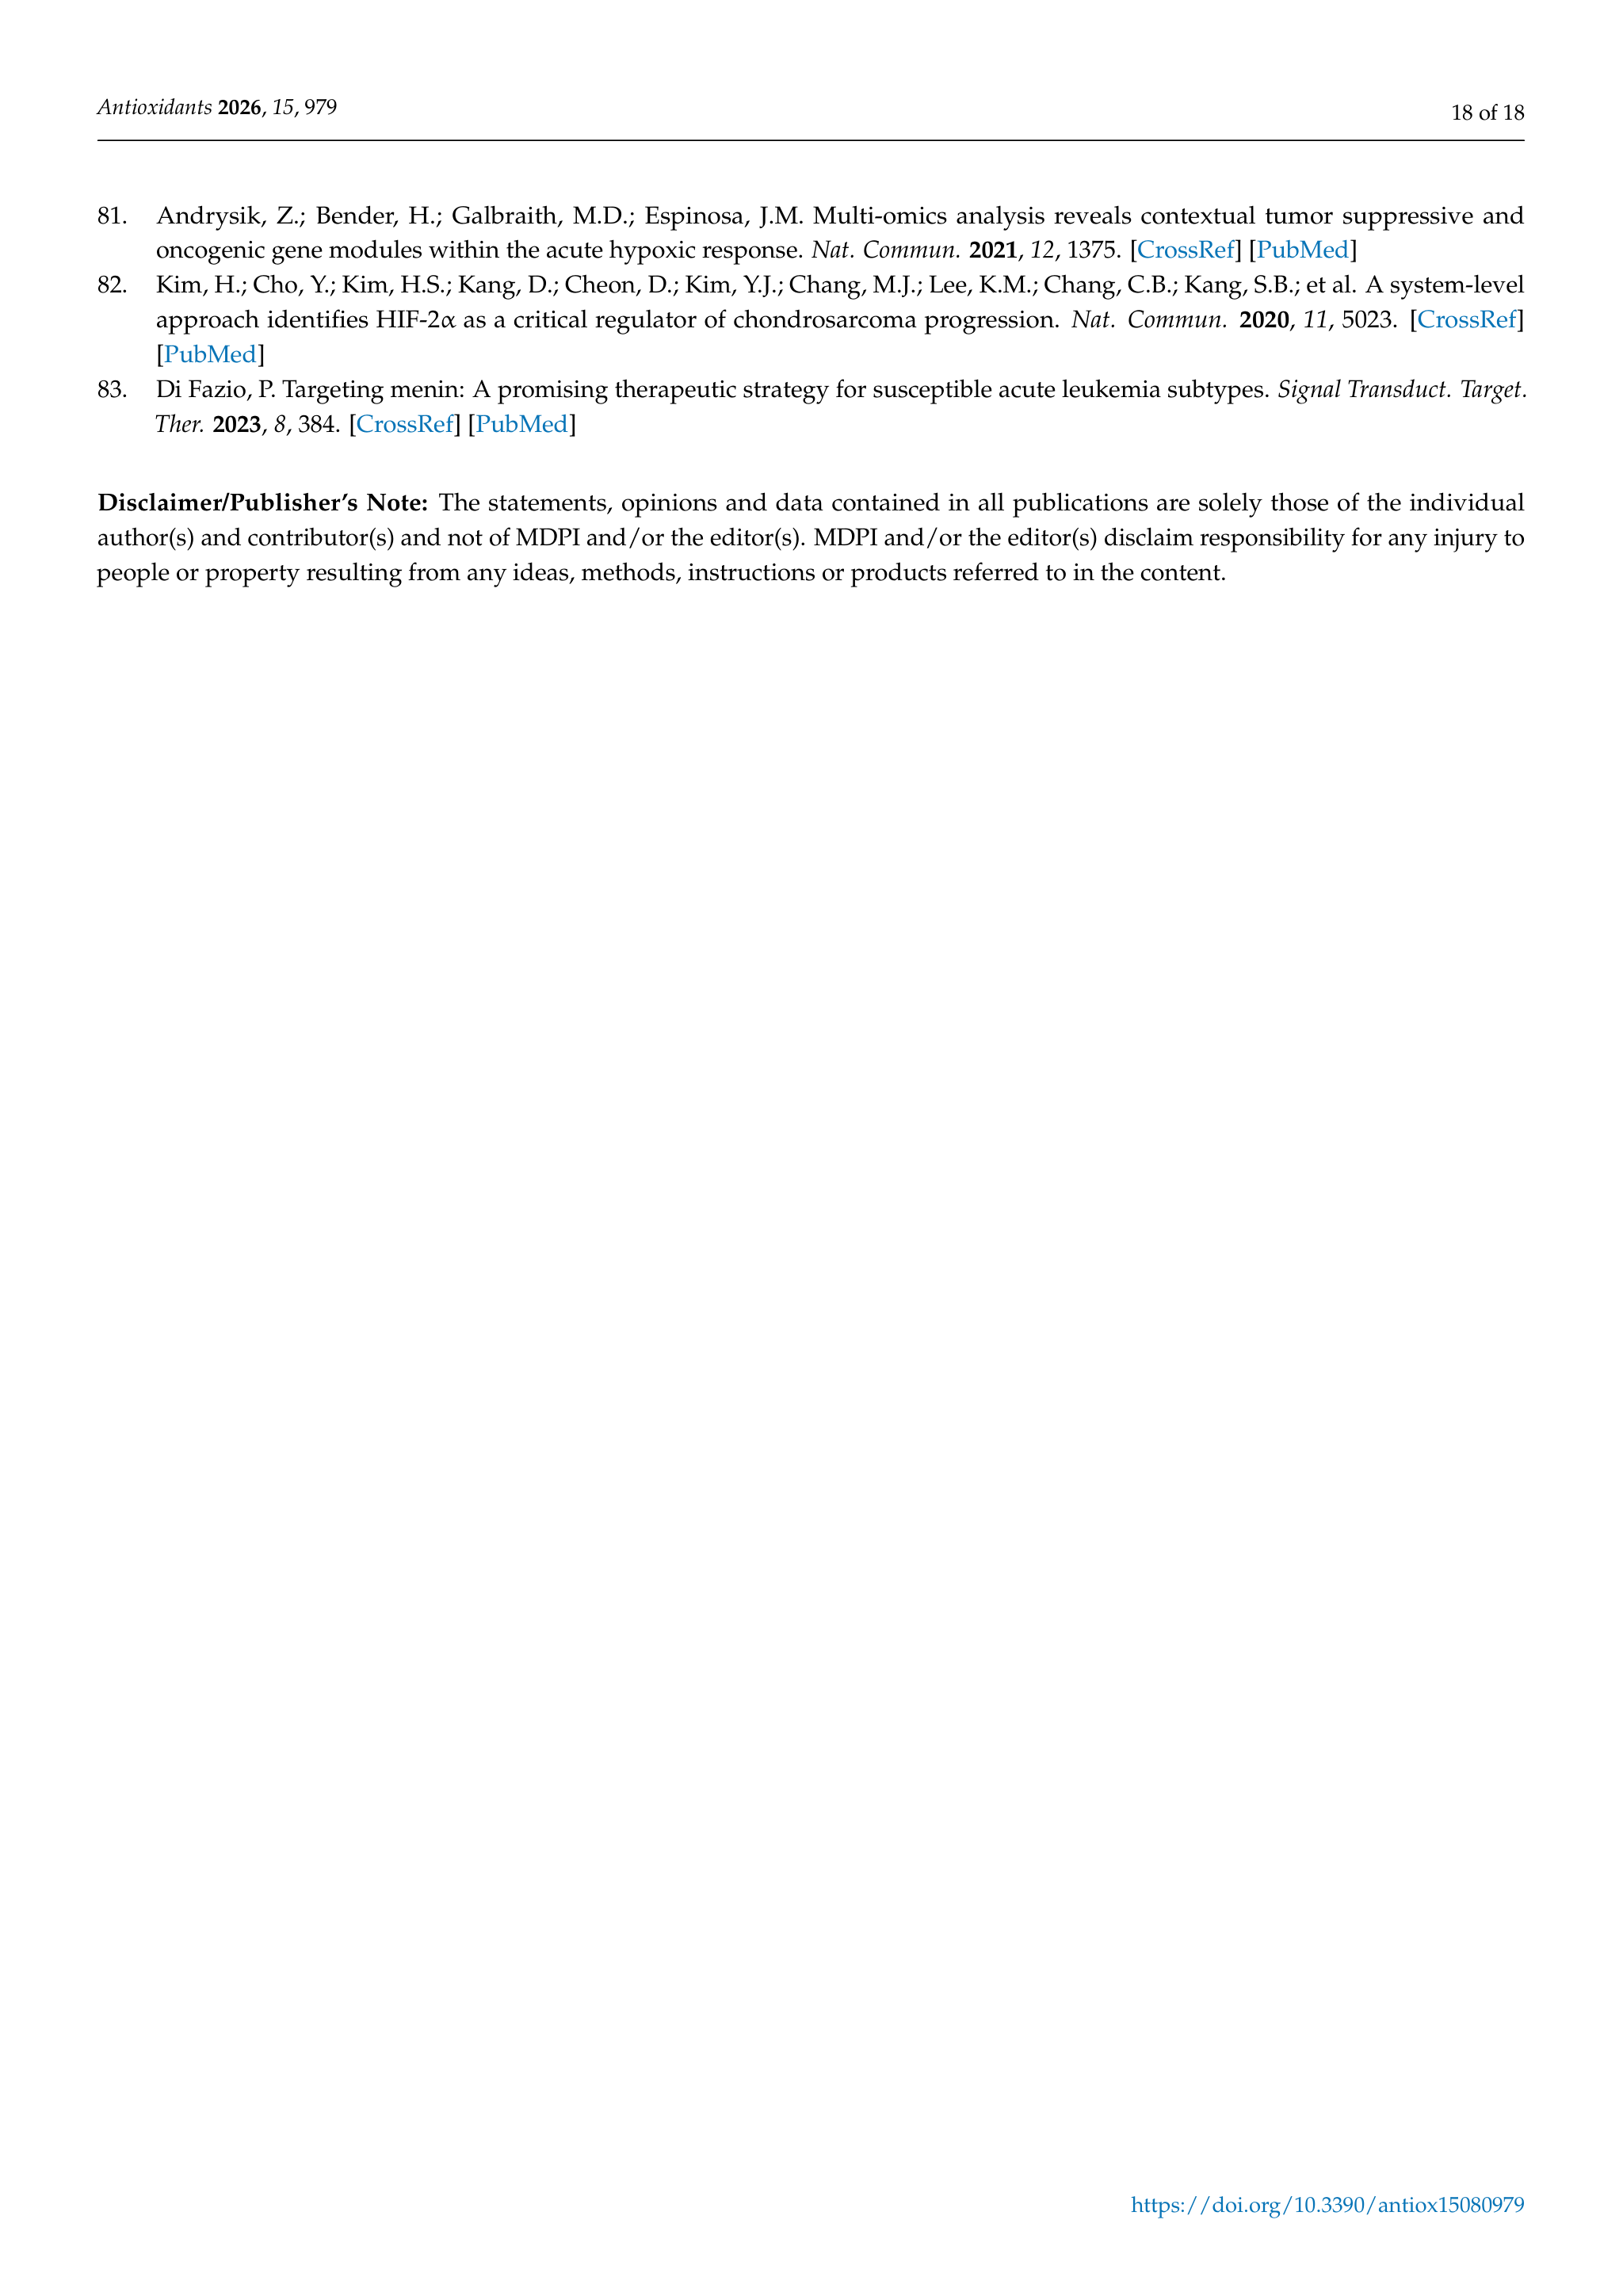 Antioxidants 2026, 15, 979
18 of 18
81. Andrysik, Z.; Bender, H.; Galbraith, M.D.; Espinosa, J.M. Multi-omics analysis reveals contextual tumor suppressive and
oncogenic gene modules within the acute hypoxic response. Nat. Commun. 2021, 12, 1375. [CrossRef] [PubMed]
82. Kim, H.; Cho, Y.; Kim, H.S.; Kang, D.; Cheon, D.; Kim, Y.J.; Chang, M.J.; Lee, K.M.; Chang, C.B.; Kang, S.B.; et al. A system-level
approach identifies HIF-2α as a critical regulator of chondrosarcoma progression. Nat. Commun. 2020, 11, 5023. [CrossRef]
[PubMed]
83. Di Fazio, P. Targeting menin: A promising therapeutic strategy for susceptible acute leukemia subtypes. Signal Transduct. Target.
Ther. 2023, 8, 384. [CrossRef] [PubMed]
Disclaimer/Publisher’s Note: The statements, opinions and data contained in all publications are solely those of the individual
author(s) and contributor(s) and not of MDPI and/or the editor(s). MDPI and/or the editor(s) disclaim responsibility for any injury to
people or property resulting from any ideas, methods, instructions or products referred to in the content.
https://doi.org/10.3390/antiox15080979